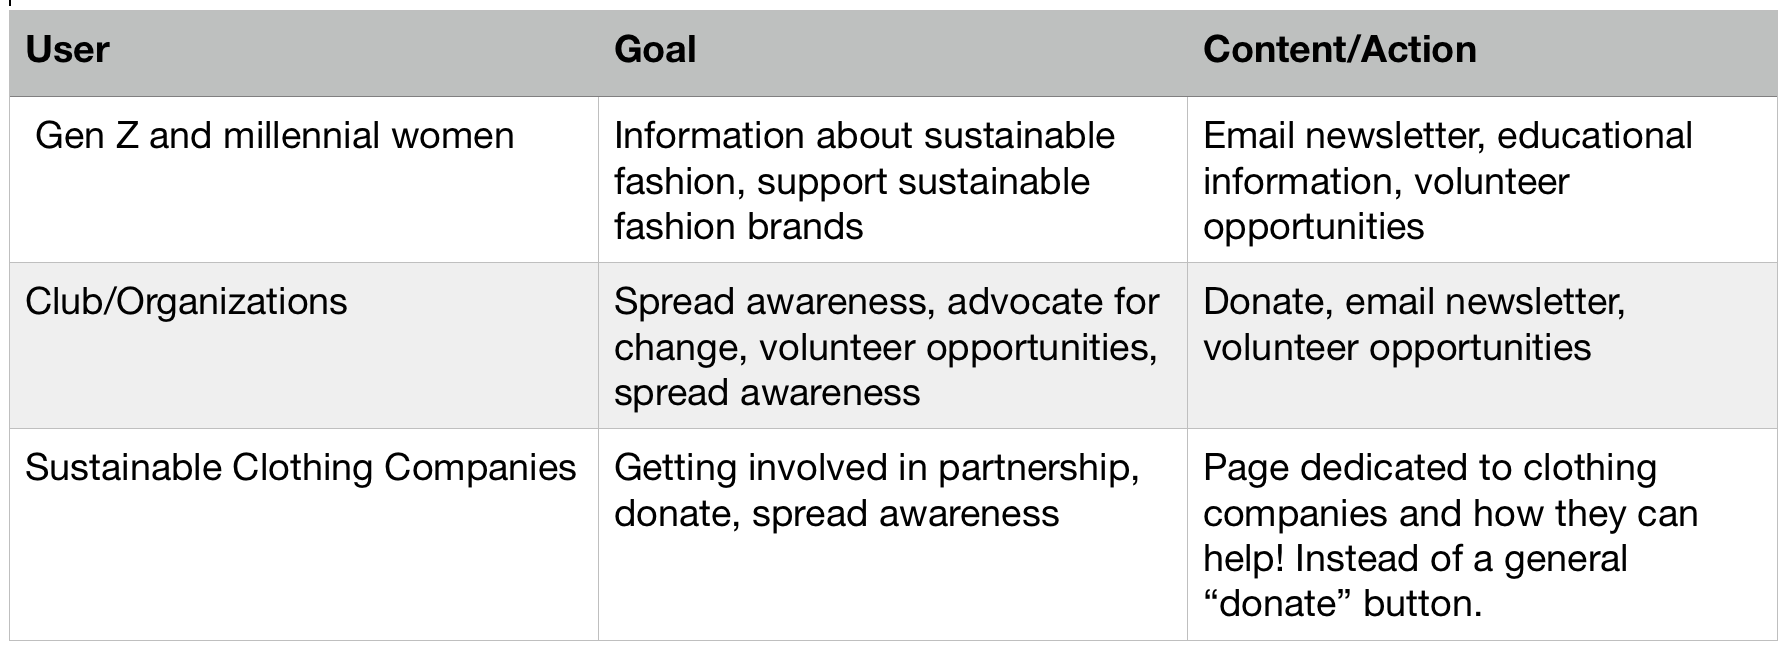 User
Goal
Content/Action
Gen Z and millennial women
Information about sustainable
fashion, support sustainable
fashion brands
Email newsletter, educational
information, volunteer
opportunities
Club/Organizations
Spread awareness, advocate for
change, volunteer opportunities,
spread awareness
Donate, email newsletter,
volunteer opportunities
Sustainable Clothing Companies
Getting involved in partnership,
donate, spread awareness
Page dedicated to clothing
companies and how they can
help! Instead of a general
“donate” button.